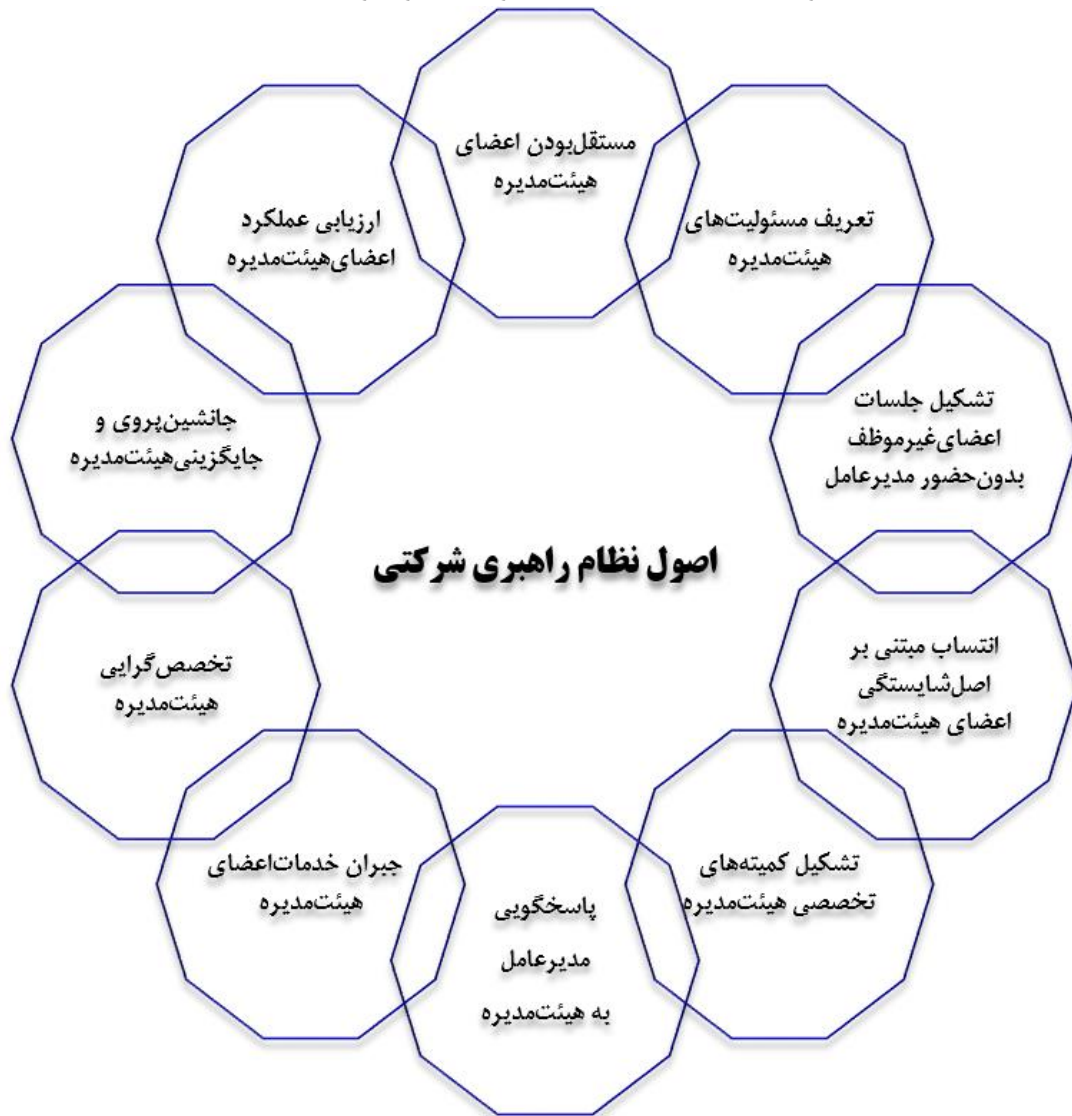 مستقل‌بودن اعضای
هیئت‌مدیره
تعریف مسئولیت‌های
هیئت‌مدیره
تشکیل جلسات
اعضای‌غیرموظف
بدون‌حضور مدیرعامل
انتساب مبتنی بر
اصل‌شایستگی
اعضای هیئت‌مدیره
تشکیل کمیته‌های
تخصصی هیئت‌مدیره
پاسخگویی
مدیرعامل
به هیئت‌مدیره
جبران خدمات‌اعضای
هیئت‌مدیره
تخصص‌گرایی
هیئت‌مدیره
جانشین‌پروی و
جایگزینی‌هیئت‌مدیره
ارزیابی عملکرد
اعضای‌هیئت‌مدیره
اصول نظام راهبری شرکتی